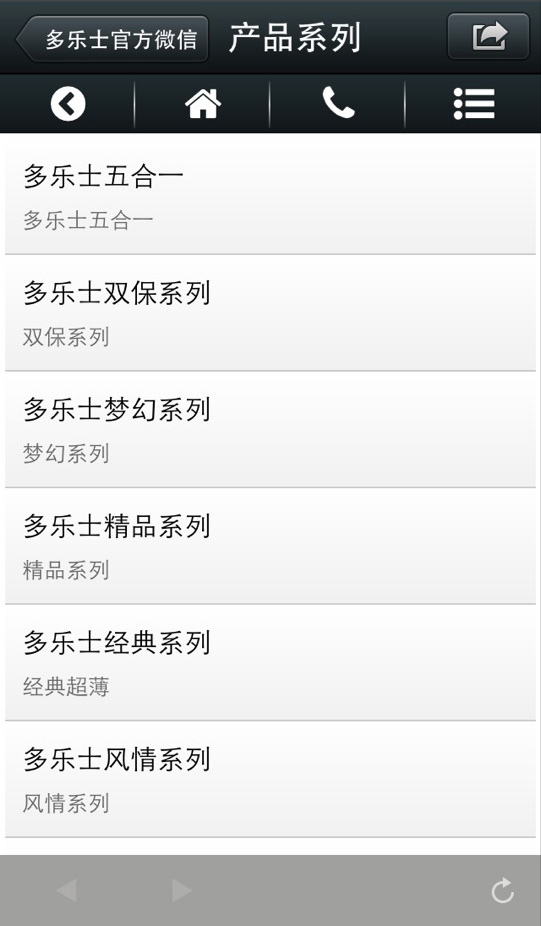 多乐士官方微信
产品系列
多乐士五合一
多乐士五合一
多乐士双保系列
双保系列
多乐士梦幻系列
梦幻系列
多乐士精品系列
精品系列
多乐士经典系列
经典超薄
多乐士风情系列
风情系列